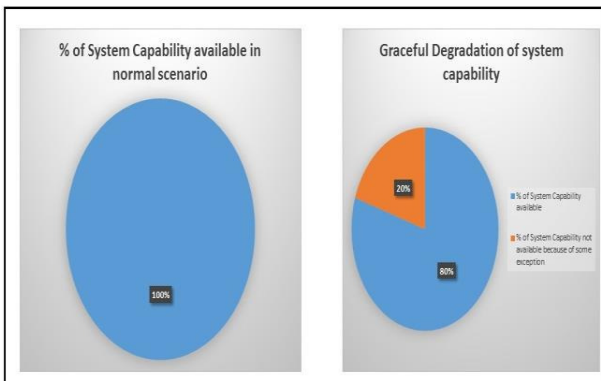 % of System Capability available in
normal scenario
100%
Graceful Degradation of system
capability
20%
80%
% of System Capability
available
% of System Capability not
available because of some
exception